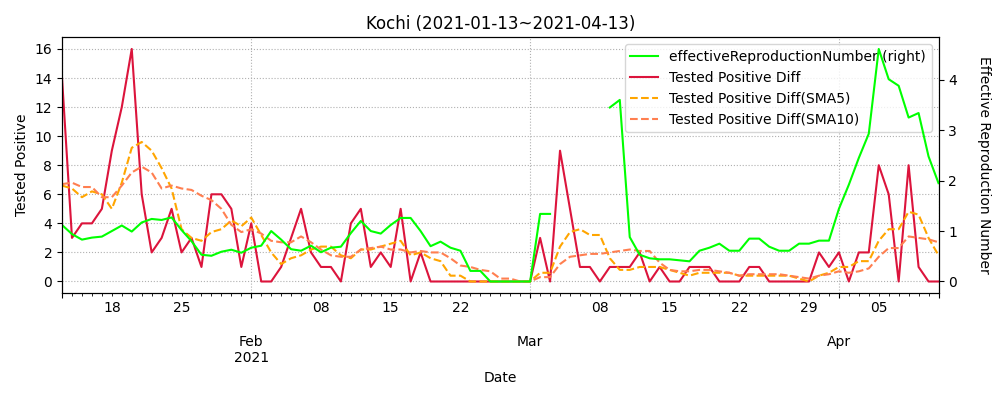 Kochi (2021-01-13~2021-04-13)
effectiveReproductionNumber (right)
Tested Positive Diff
Tested Positive Diff(SMA5)
Tested Positive Diff(SMA10)
Tested Positive
16
14
12
10
8
6
4
2
0
Effective Reproduction Number
4
3
2
1
0
18 25 08 15 22 08 15 22 29 05
Feb Mar Apr
2021
Date